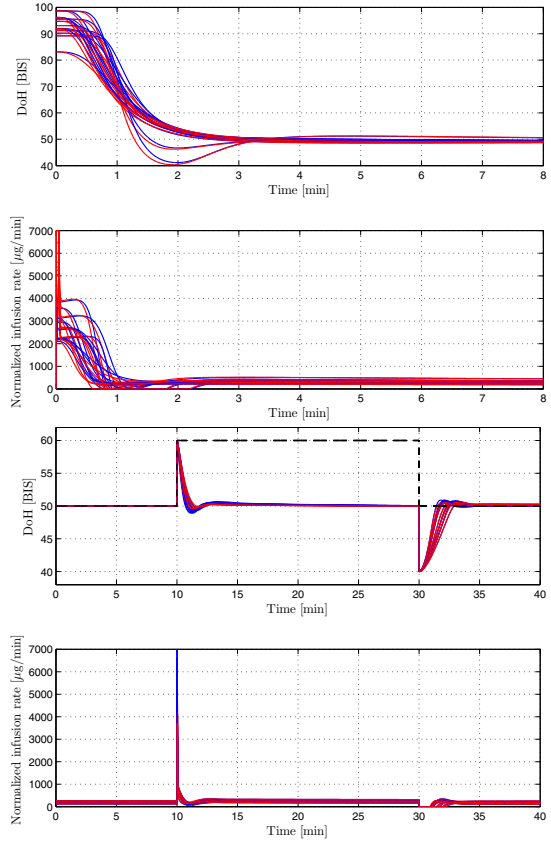 100
90
80
70
60
50
40
DoH [BIS]
0 1 2 3 4 5 6 7 8
Time [min]
7000
6000
5000
4000
3000
2000
1000
0
Normalized infusion rate [μg/min]
0 1 2 3 4 5 6 7 8
Time [min]
60
55
50
45
40
DoH [BIS]
0 5 10 15 20 25 30 35 40
Time [min]
7000
6000
5000
4000
3000
2000
1000
0
Normalized infusion rate [μg/min]
0 5 10 15 20 25 30 35 40
Time [min]